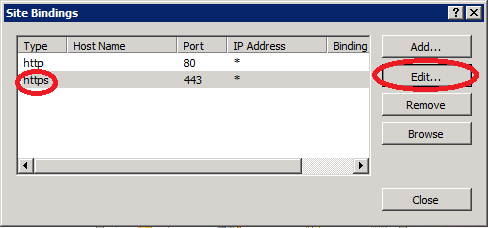 Site Bindings
Type Host Name Port IP Address Binding
http 80 *
https 443 *
Add...
Edit...
Remove
Browse
Close